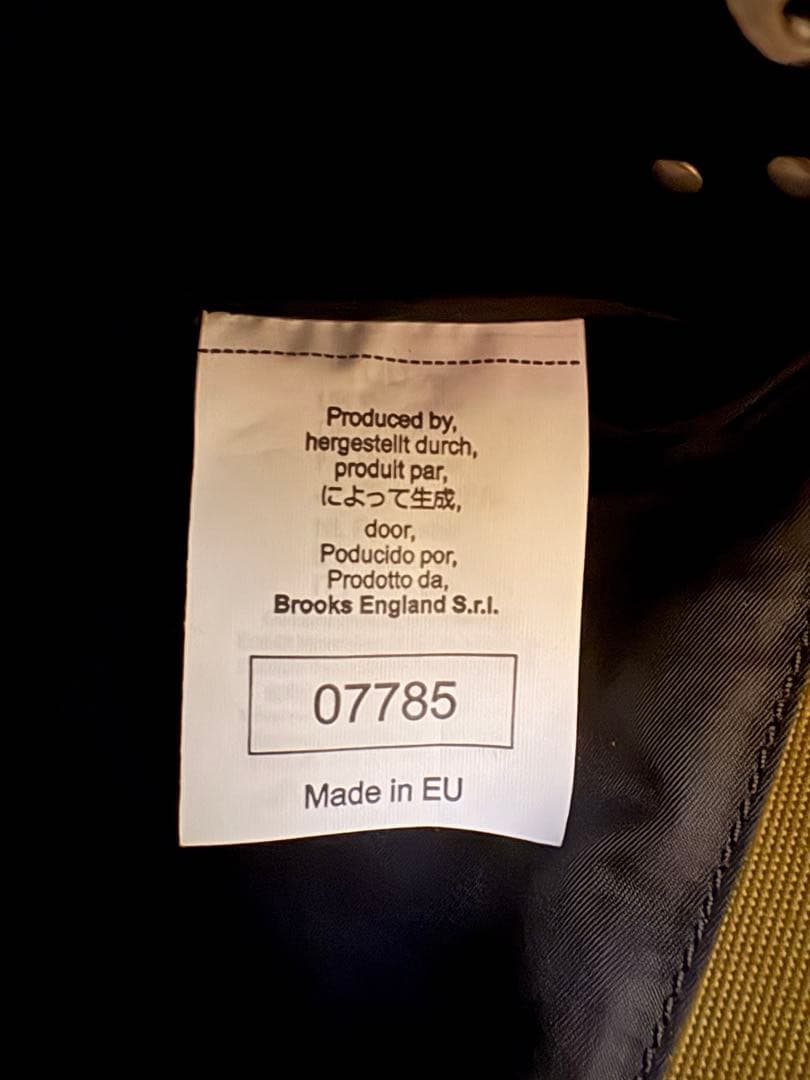 Produced by,
hergestellt durch,
produit par,
によって生成,
door,
Poducido por,
Prodotto da,
Brooks England S.r.l.
07785
Made in EU